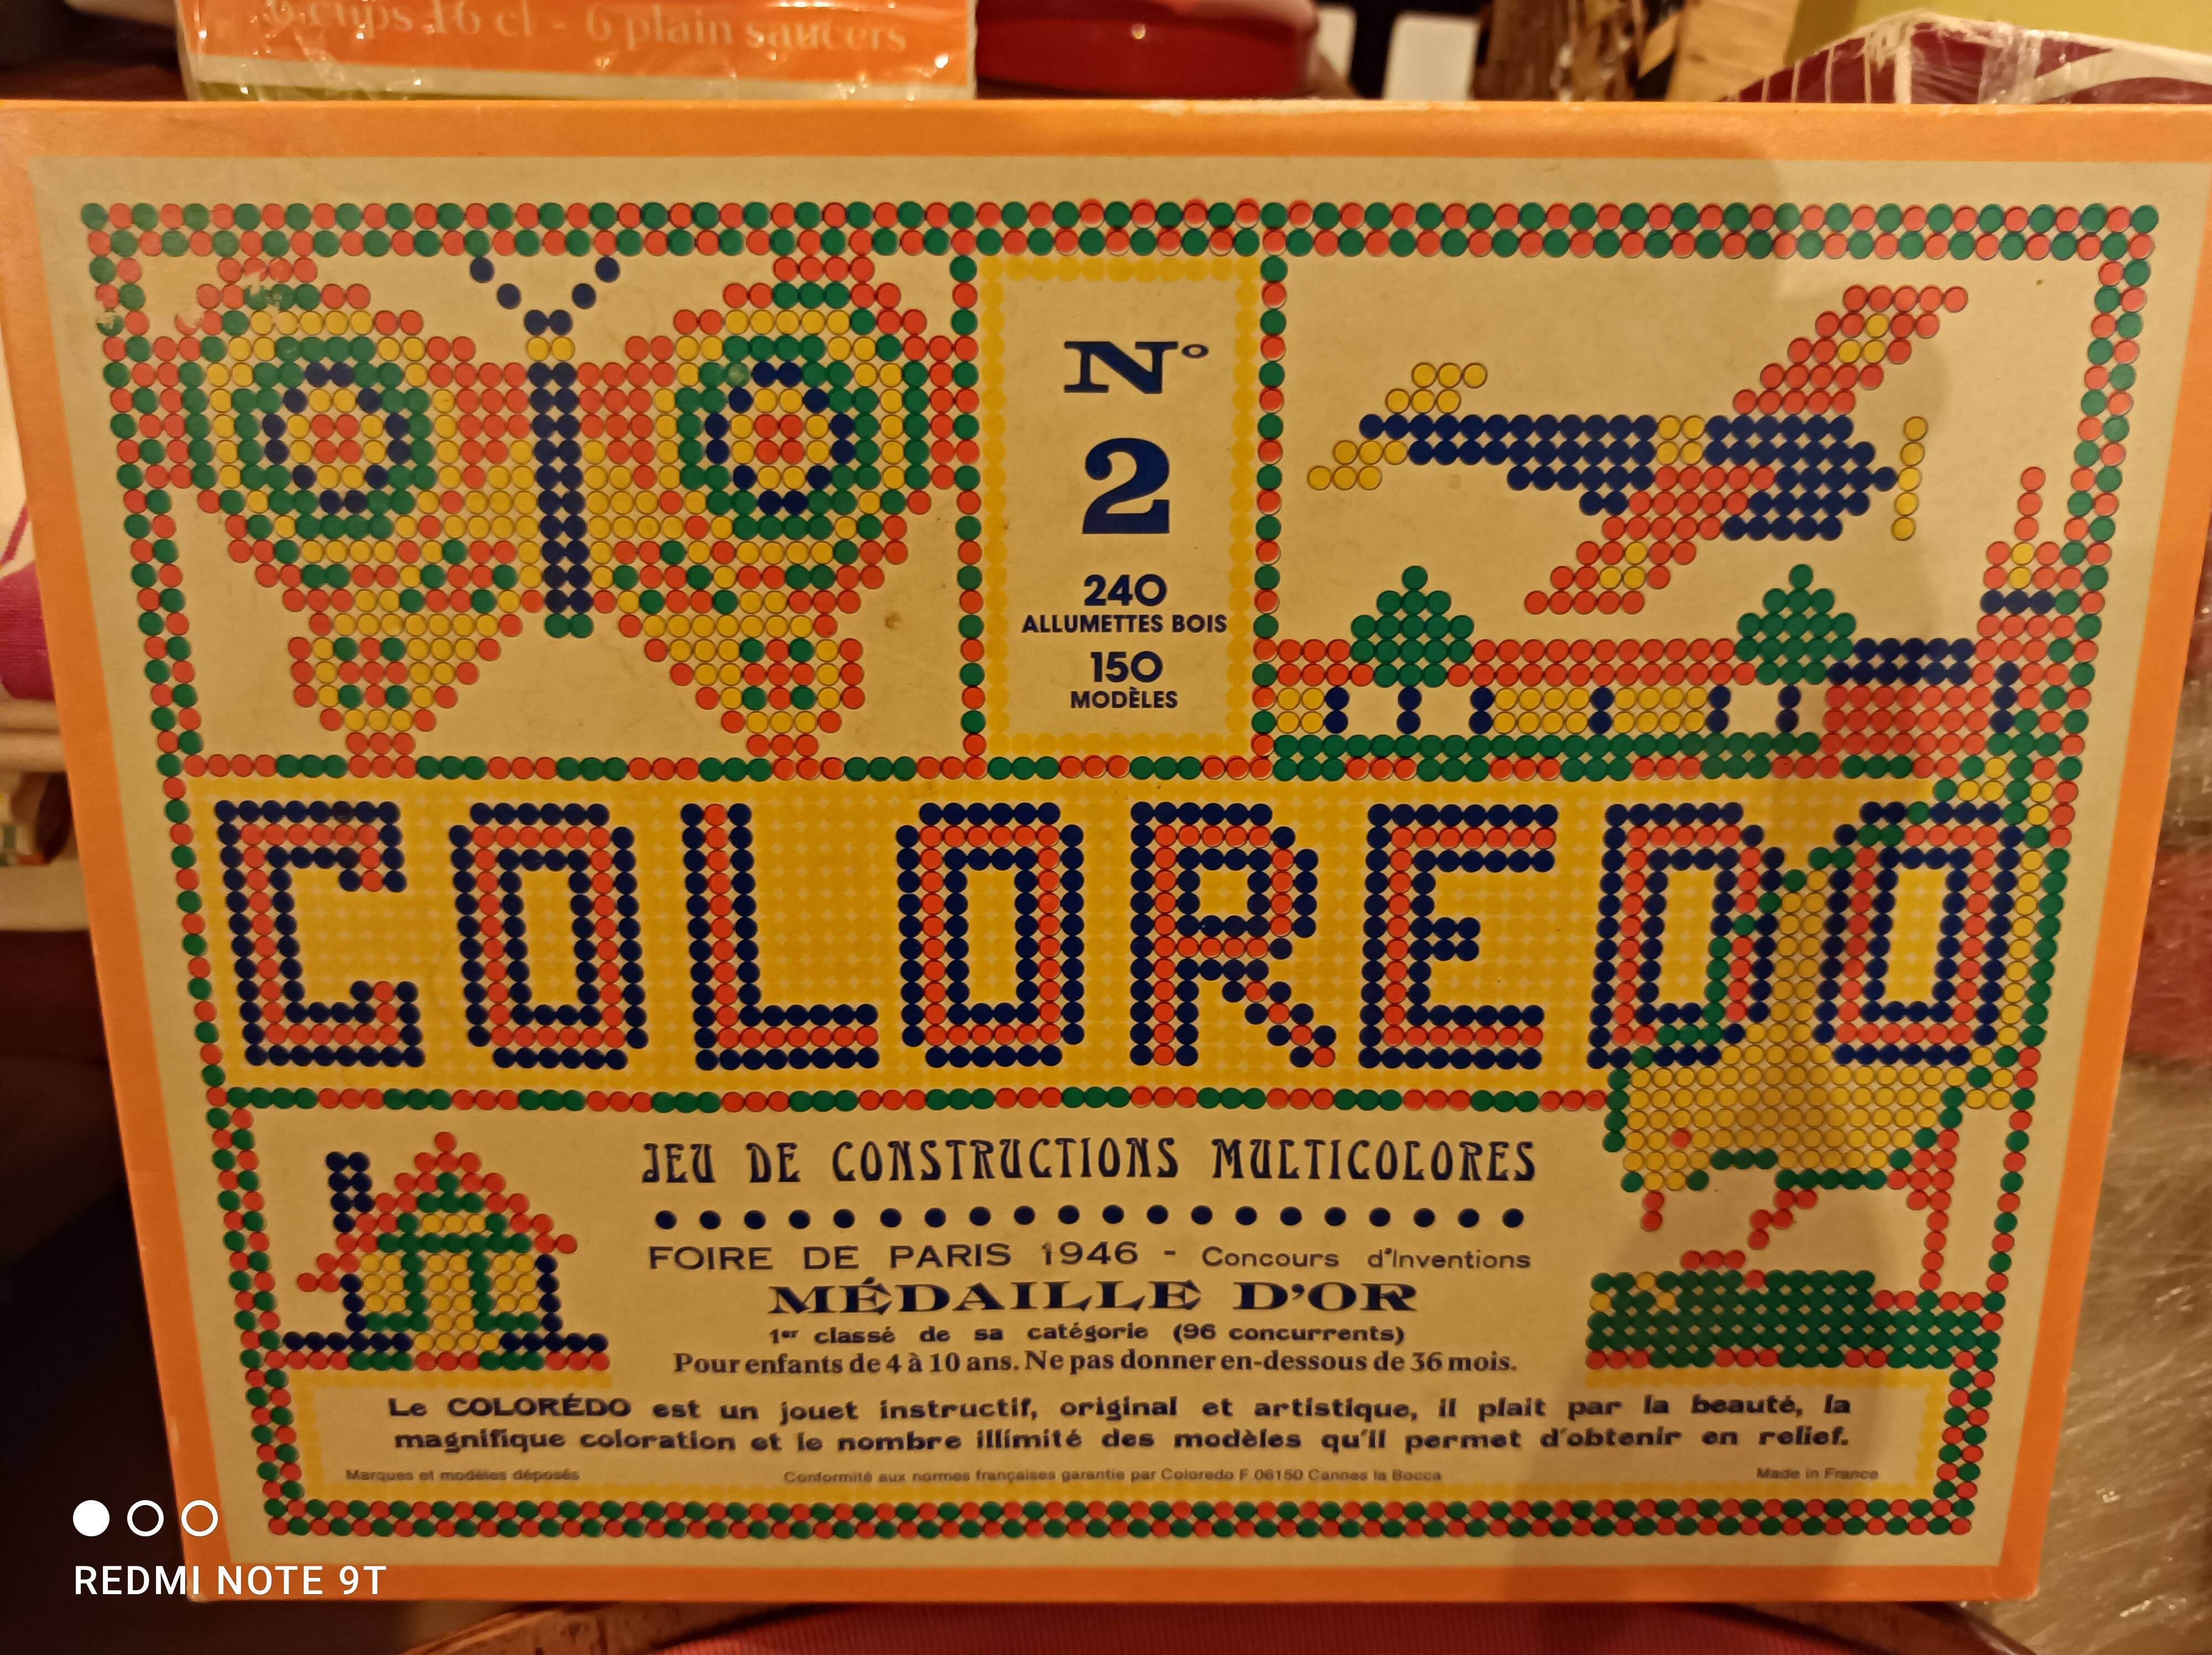 6 cups 16 cl - 6 plain saucers
N°
2
240
ALLUMETTES BOIS
150
MODÈLES
COLOREDO
JEU DE CONSTRUCTIONS MULTICOLORES
FOIRE DE PARIS 1946 - Concours d'Inventions
MÉDAILLE D'OR
1er classé de sa catégorie (96 concurrents)
Pour enfants de 4 à 10 ans. Ne pas donner en-dessous de 36 mois.
Le COLORÉDO est un jouet instructif, original et artistique, il plait par la beauté, la
magnifique coloration et le nombre illimité des modèles qu'il permet d'obtenir en relief.
Marques et modèles déposés Conformité aux normes françaises garantie par Coloredo F 06150 Cannes la Bocca Made in France
REDMI NOTE 9T